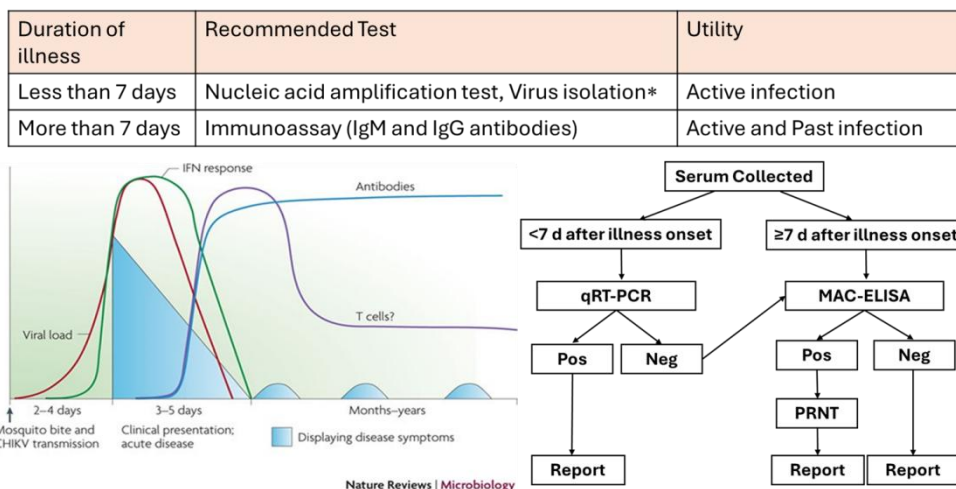 Duration of illness
Recommended Test
Utility
Less than 7 days
Nucleic acid amplification test, Virus isolation*
Active infection
More than 7 days
Immunoassay (IgM and IgG antibodies)
Active and Past infection
IFN response
Antibodies
Viral load
T cells?
2–4 days
3–5 days
Months–years
Mosquito bite and
CHIKV transmission
Clinical presentation;
acute disease
Displaying disease symptoms
Nature Reviews | Microbiology
Serum Collected
<7 d after illness onset
≥7 d after illness onset
qRT-PCR
MAC-ELISA
Pos
Neg
Pos
Neg
PRNT
Report
Report
Report